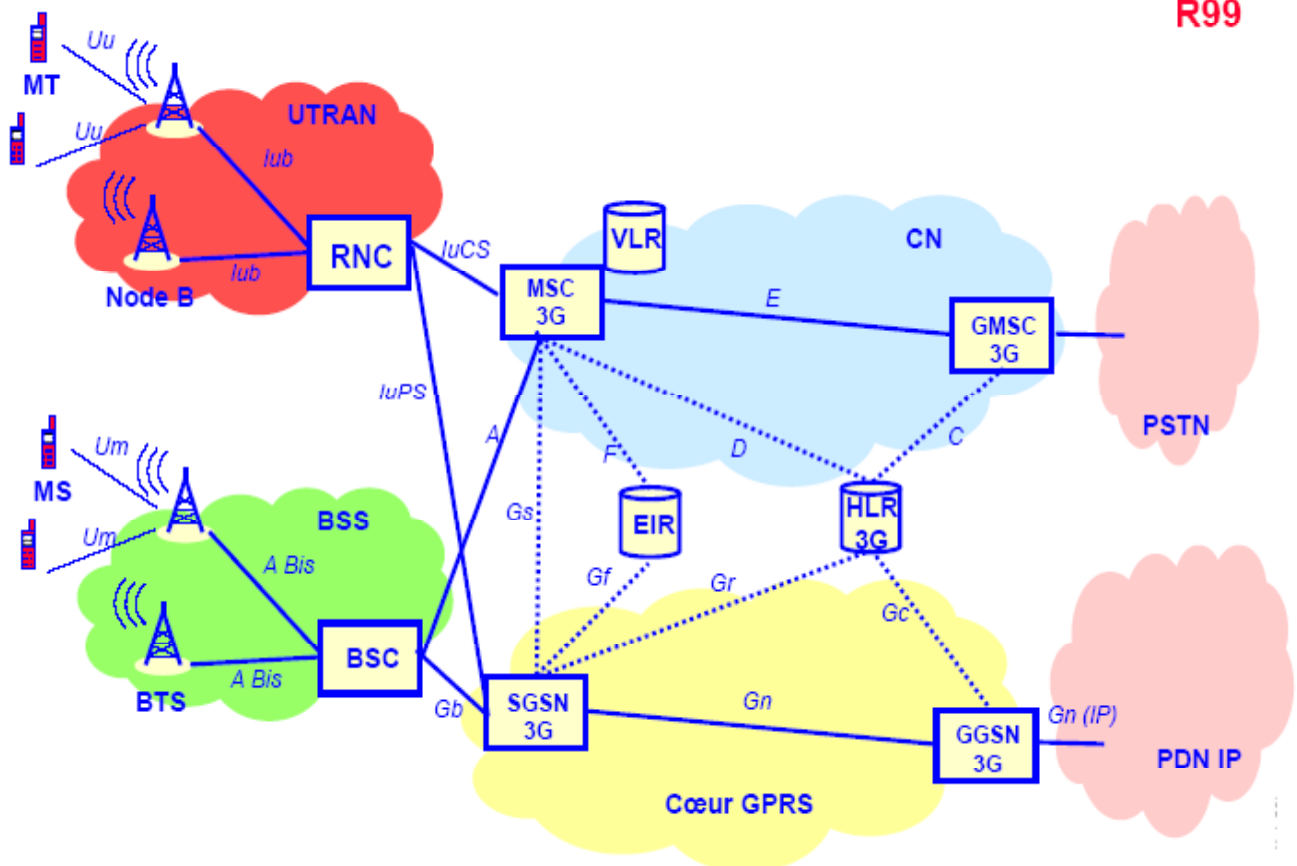 R99
Uu
MT
Uu
UTRAN
Iub
Iub
Node B
RNC
IuCS
VLR
CN
MSC
3G
E
GMSC
3G
PSTN
IuPS
A
F
D
C
Um
MS
Um
BSS
A Bis
A Bis
BTS
BSC
Gs
EIR
HLR
3G
Gf
Gr
Gc
Gb
SGSN
3G
Gn
GGSN
3G
Gn (IP)
PDN IP
Cœur GPRS